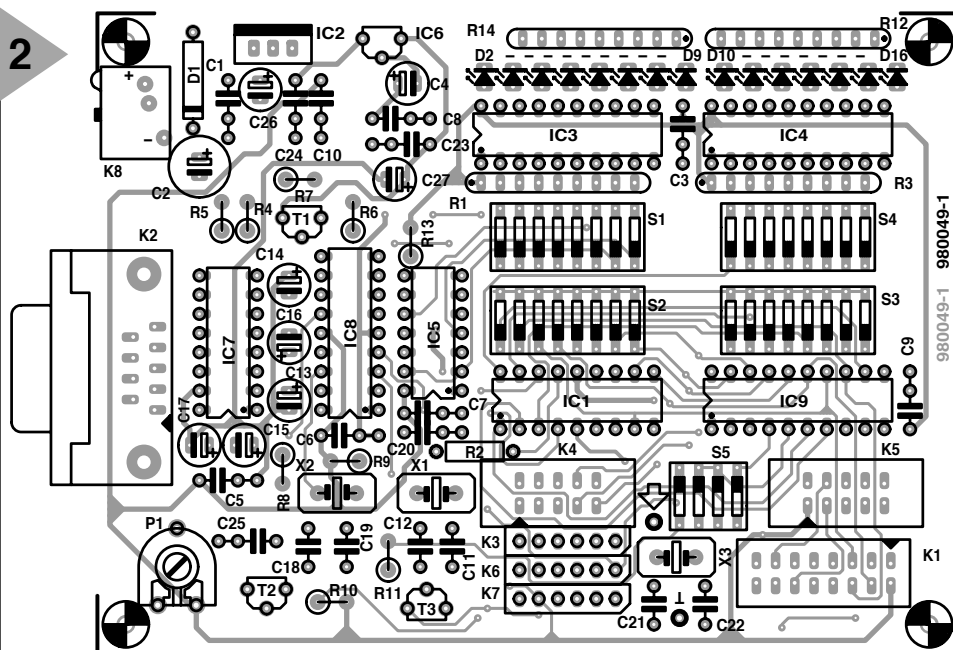 2
IC2
IC6
R14
R12
D2
D9
D10
D16
D1
C1
+
C4
C26
C8
IC3
IC4
–
K8
C23
C2
C24
C10
C27
C3
R3
R5
R4
R7
R6
R1
T1
R13
S1
S4
980049-1
980049-1
K2
C14
C16
S2
S3
IC7
IC8
IC5
C13
C9
C17
C15
C6
C20
C7
IC1
IC9
R2
K4
S5
K5
C5
R8
X2
R9
X1
P1
C25
C18
C19
C12
C11
K3
K6
K7
X3
K1
T2
R10
R11
T3
C21
T
C22